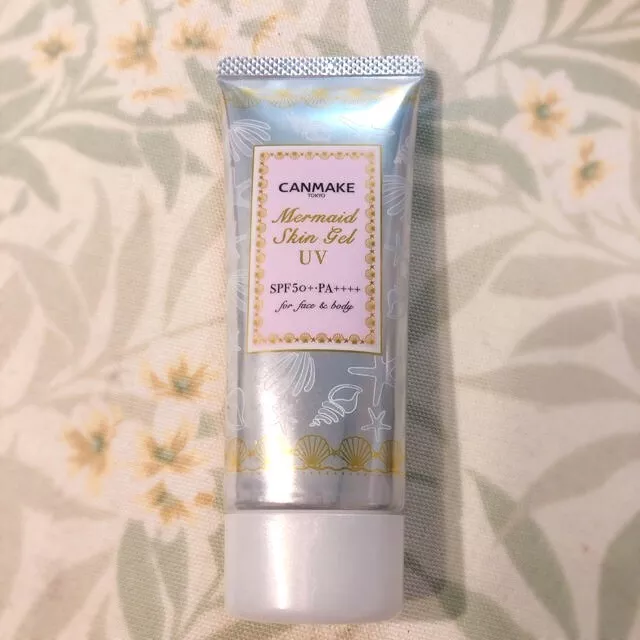 CANMAKE
TOKYO
Mermaid
Skin Gel
UV
SPF50+·PA++++
for face & body